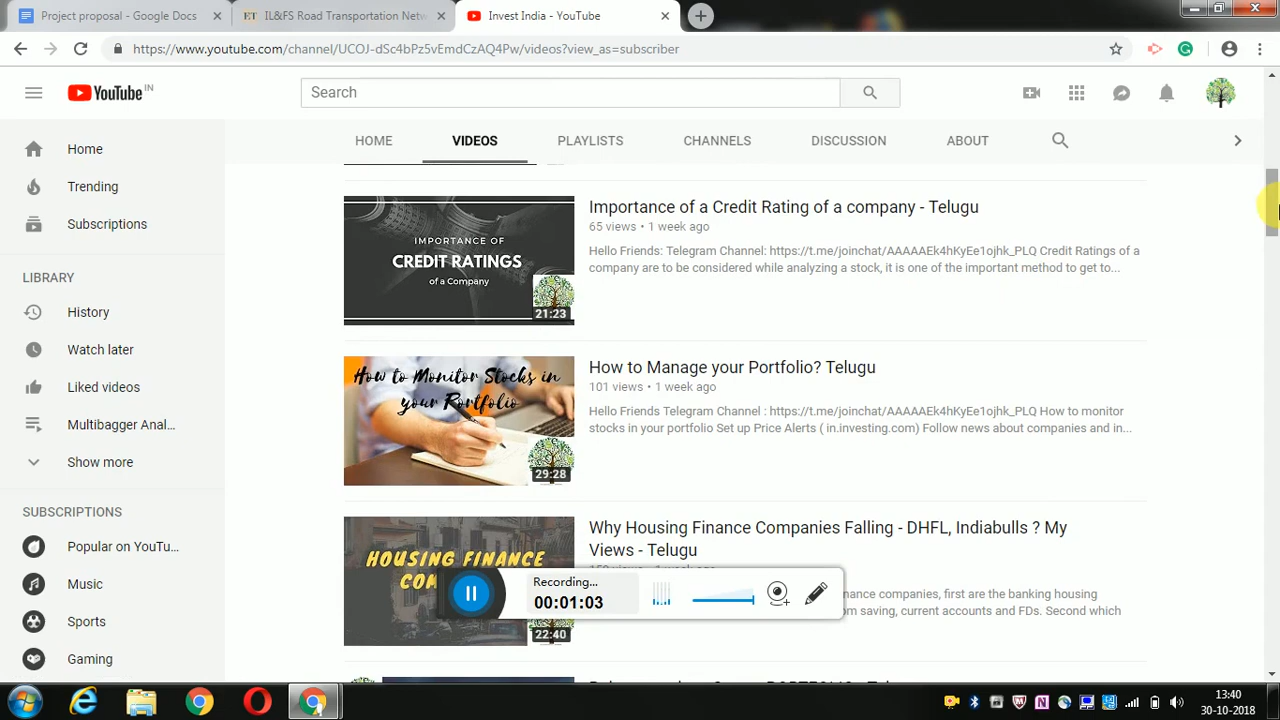 Project proposal - Google Docs
IL&FS Road Transportation Netw
Invest India - YouTube
https://www.youtube.com/channel/UCOJ-dSc4bPz5vEmdCzAQ4Pw/videos?view_as=subscriber
YouTube IN
Search
HOME
VIDEOS
PLAYLISTS
CHANNELS
DISCUSSION
ABOUT
Home
Trending
Subscriptions
LIBRARY
History
Watch later
Liked videos
Multibagger Anal...
Show more
SUBSCRIPTIONS
Popular on YouTu...
Music
Sports
Gaming
IMPORTANCE OF
CREDIT RATINGS
of a Company
21:23
Importance of a Credit Rating of a company - Telugu
65 views • 1 week ago
Hello Friends: Telegram Channel: https://t.me/joinchat/AAAAAEk4hKyEe1ojhk_PLQ Credit Ratings of a
company are to be considered while analyzing a stock, it is one of the important method to get to...
How to Monitor Stocks in
your Portfolio
29:28
How to Manage your Portfolio? Telugu
101 views • 1 week ago
Hello Friends Telegram Channel : https://t.me/joinchat/AAAAAEk4hKyEe1ojhk_PLQ How to monitor
stocks in your portfolio Set up Price Alerts ( in.investing.com) Follow news about companies and in...
HOUSING FINANCE
22:40
Why Housing Finance Companies Falling - DHFL, Indiabulls ? My
Views - Telugu
nance companies, first are the banking housing
om saving, current accounts and FDs. Second which
Recording...
00:01:03
13:40
30-10-2018